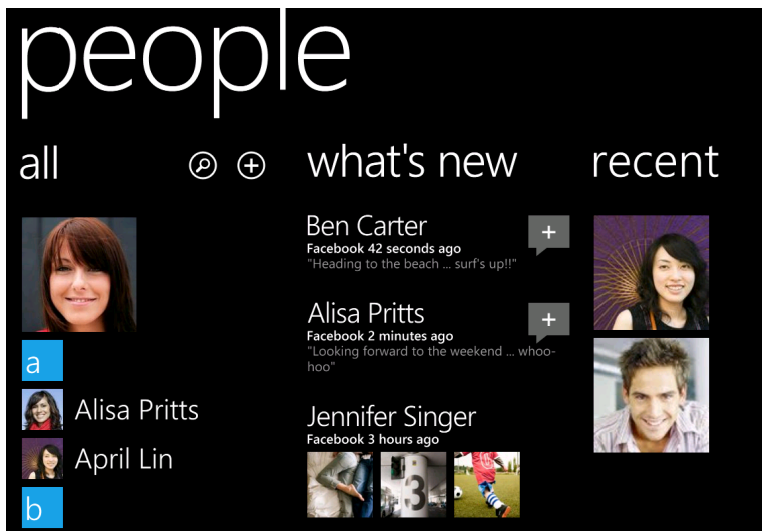 people
all
a
Alisa Pritts
April Lin
b
what's new
Ben Carter
Facebook 42 seconds ago
"Heading to the beach ... surf's up!!"
Alisa Pritts
Facebook 2 minutes ago
"Looking forward to the weekend ... whoo-
hoo"
Jennifer Singer
Facebook 3 hours ago
3
recent